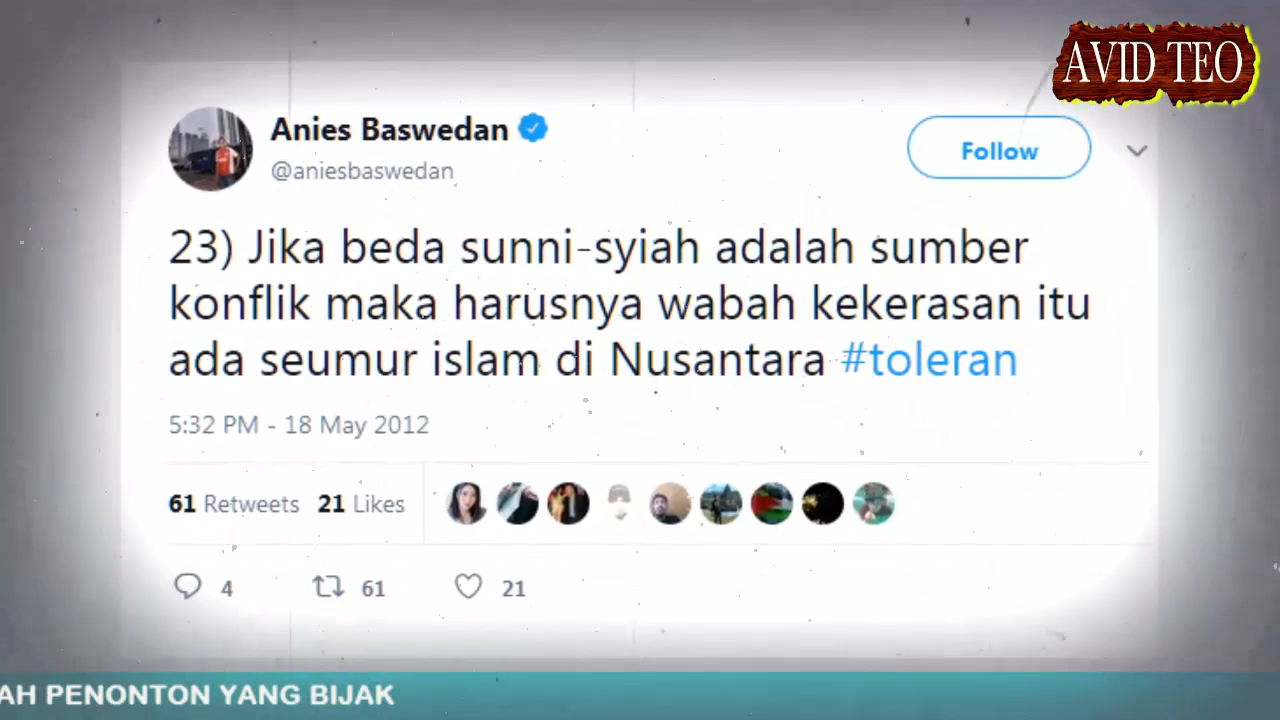 AVID TEO
Anies Baswedan
@aniesbaswedan
Follow
23) Jika beda sunni-syiah adalah sumber
konflik maka harusnya wabah kekerasan itu
ada seumur islam di Nusantara #toleran
5:32 PM - 18 May 2012
61 Retweets 21 Likes
4 61 21
AH PENONTON YANG BIJAK